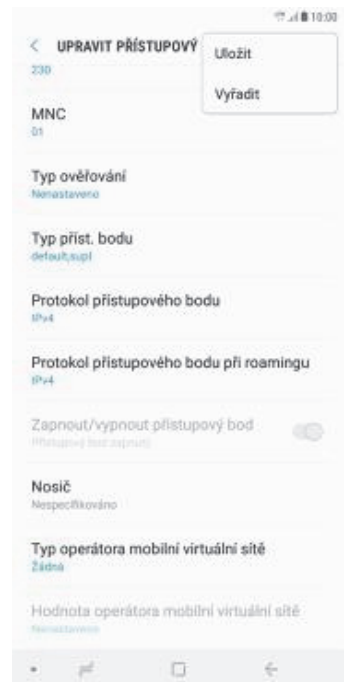 10:00
UPRAVIT PŘÍSTUPOVÝ
Uložit
Vyřadit
230
MNC
01
Typ ověřování
Nenastaveno
Typ příst. bodu
default,supl
Protokol přístupového bodu
IPv4
Protokol přístupového bodu při roamingu
IPv4
Zapnout/vypnout přístupový bod
Přístupový bod zapnutý
Nosič
Nespecifikováno
Typ operátora mobilní virtuální sítě
Žádná
Hodnota operátora mobilní virtuální sítě
Nenastaveno